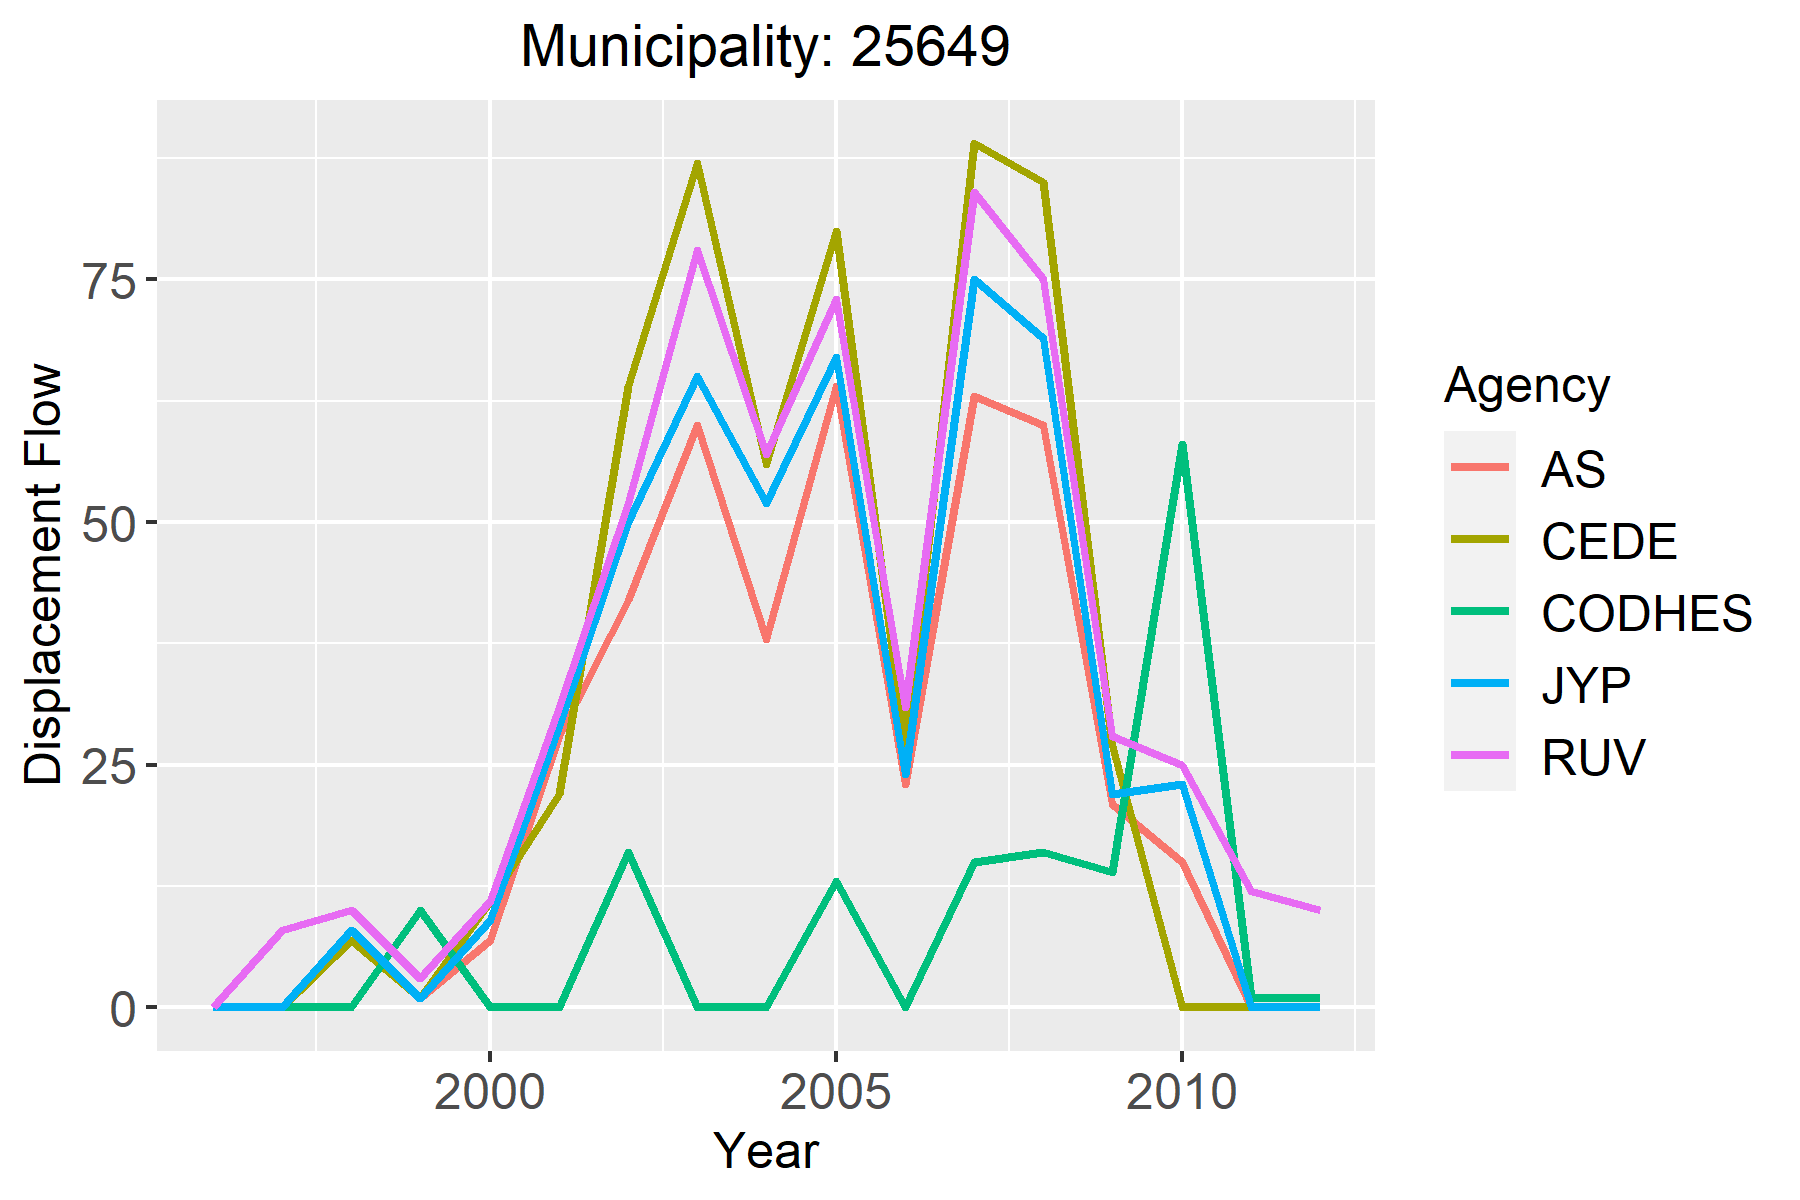 Municipality: 25649
Displacement Flow
75
50
25
0
2000 2005 2010
Year
Agency
AS
CEDE
CODHES
JYP
RUV